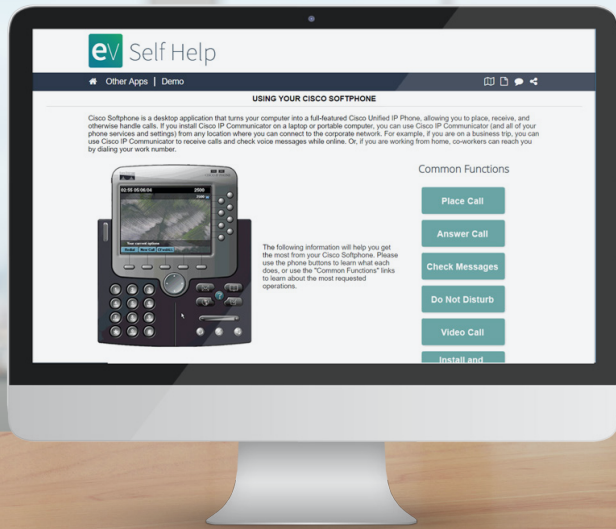 ev Self Help
Other Apps | Demo
USING YOUR CISCO SOFTPHONE
Cisco Softphone is a desktop application that turns your computer into a full-featured Cisco Unified IP Phone, allowing you to place, receive, and
otherwise handle calls. If you install Cisco IP Communicator on a laptop or portable computer, you can use Cisco IP Communicator (and all of your
phone services and settings) from any location where you can connect to the corporate network. For example, if you are on a business trip, you can
use Cisco IP Communicator to receive calls and check voice messages while online. Or, if you are working from home, co-workers can reach you
by dialing your work number.
Common Functions
Place Call
Answer Call
Check Messages
Do Not Disturb
Video Call
Install and
The following information will help you get
the most from your Cisco Softphone. Please
use the phone buttons to learn what each
does, or use the "Common Functions" links
to learn about the most requested
operations.
2500
Your current options
Redial New Call